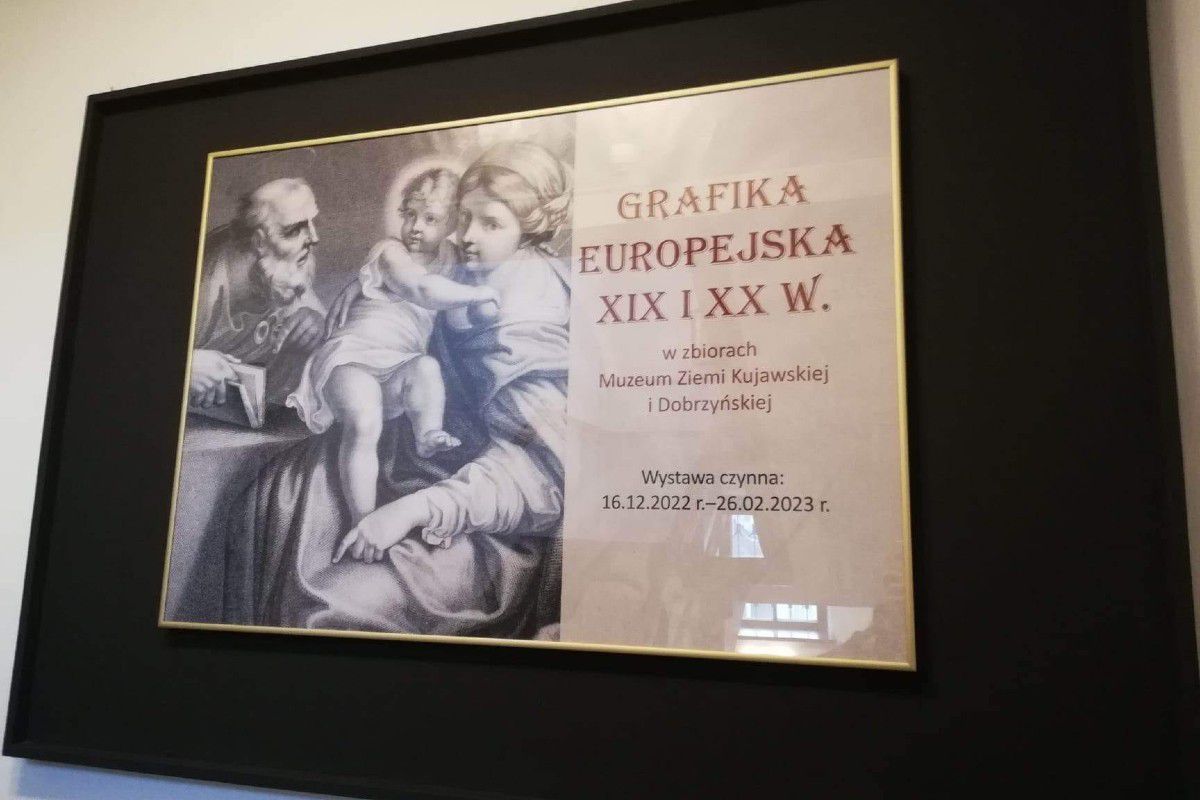 GRAFIKA
EUROPEJSKA
XIX I XX W.
w zbiorach
Muzeum Ziemi Kujawskiej
i Dobrzyńskiej
Wystawa czynna:
16.12.2022 r.–26.02.2023 r.